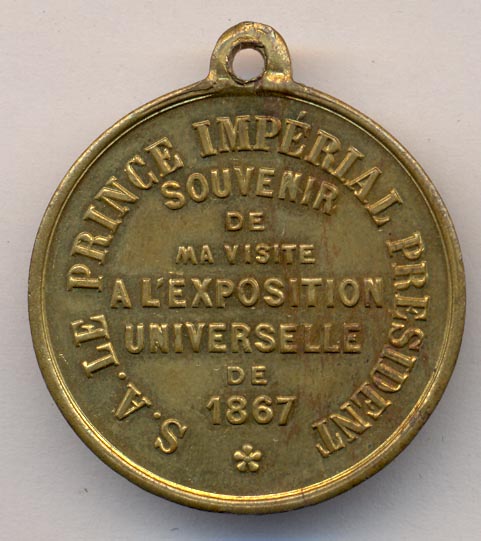 S.A. LE PRINCE IMPÉRIAL PRESIDENT
SOUVENIR
DE
MA VISITE
A L'EXPOSITION
UNIVERSELLE
DE
1867